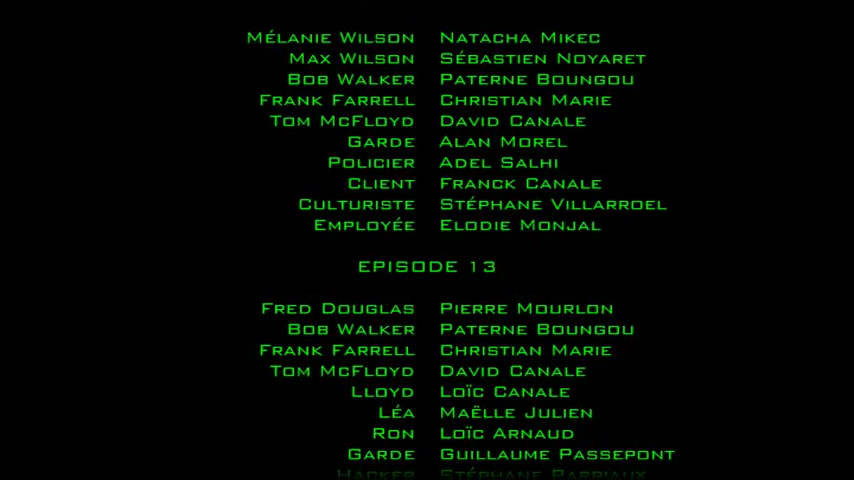 Mélanie Wilson Natacha Mikec
Max Wilson Sébastien Noyaret
Bob Walker Paterne Boungou
Frank Farrell Christian Marie
Tom McFloyd David Canale
Garde Alan Morel
Policier Adel Salhi
Client Franck Canale
Culturiste Stéphane Villarroel
Employée Elodie Monjal
EPISODE 13
Fred Douglas Pierre Mourlon
Bob Walker Paterne Boungou
Frank Farrell Christian Marie
Tom McFloyd David Canale
Lloyd Loïc Canale
Léa Maëlle Julien
Ron Loïc Arnaud
Garde Guillaume Passepont
Hacker Stéphane